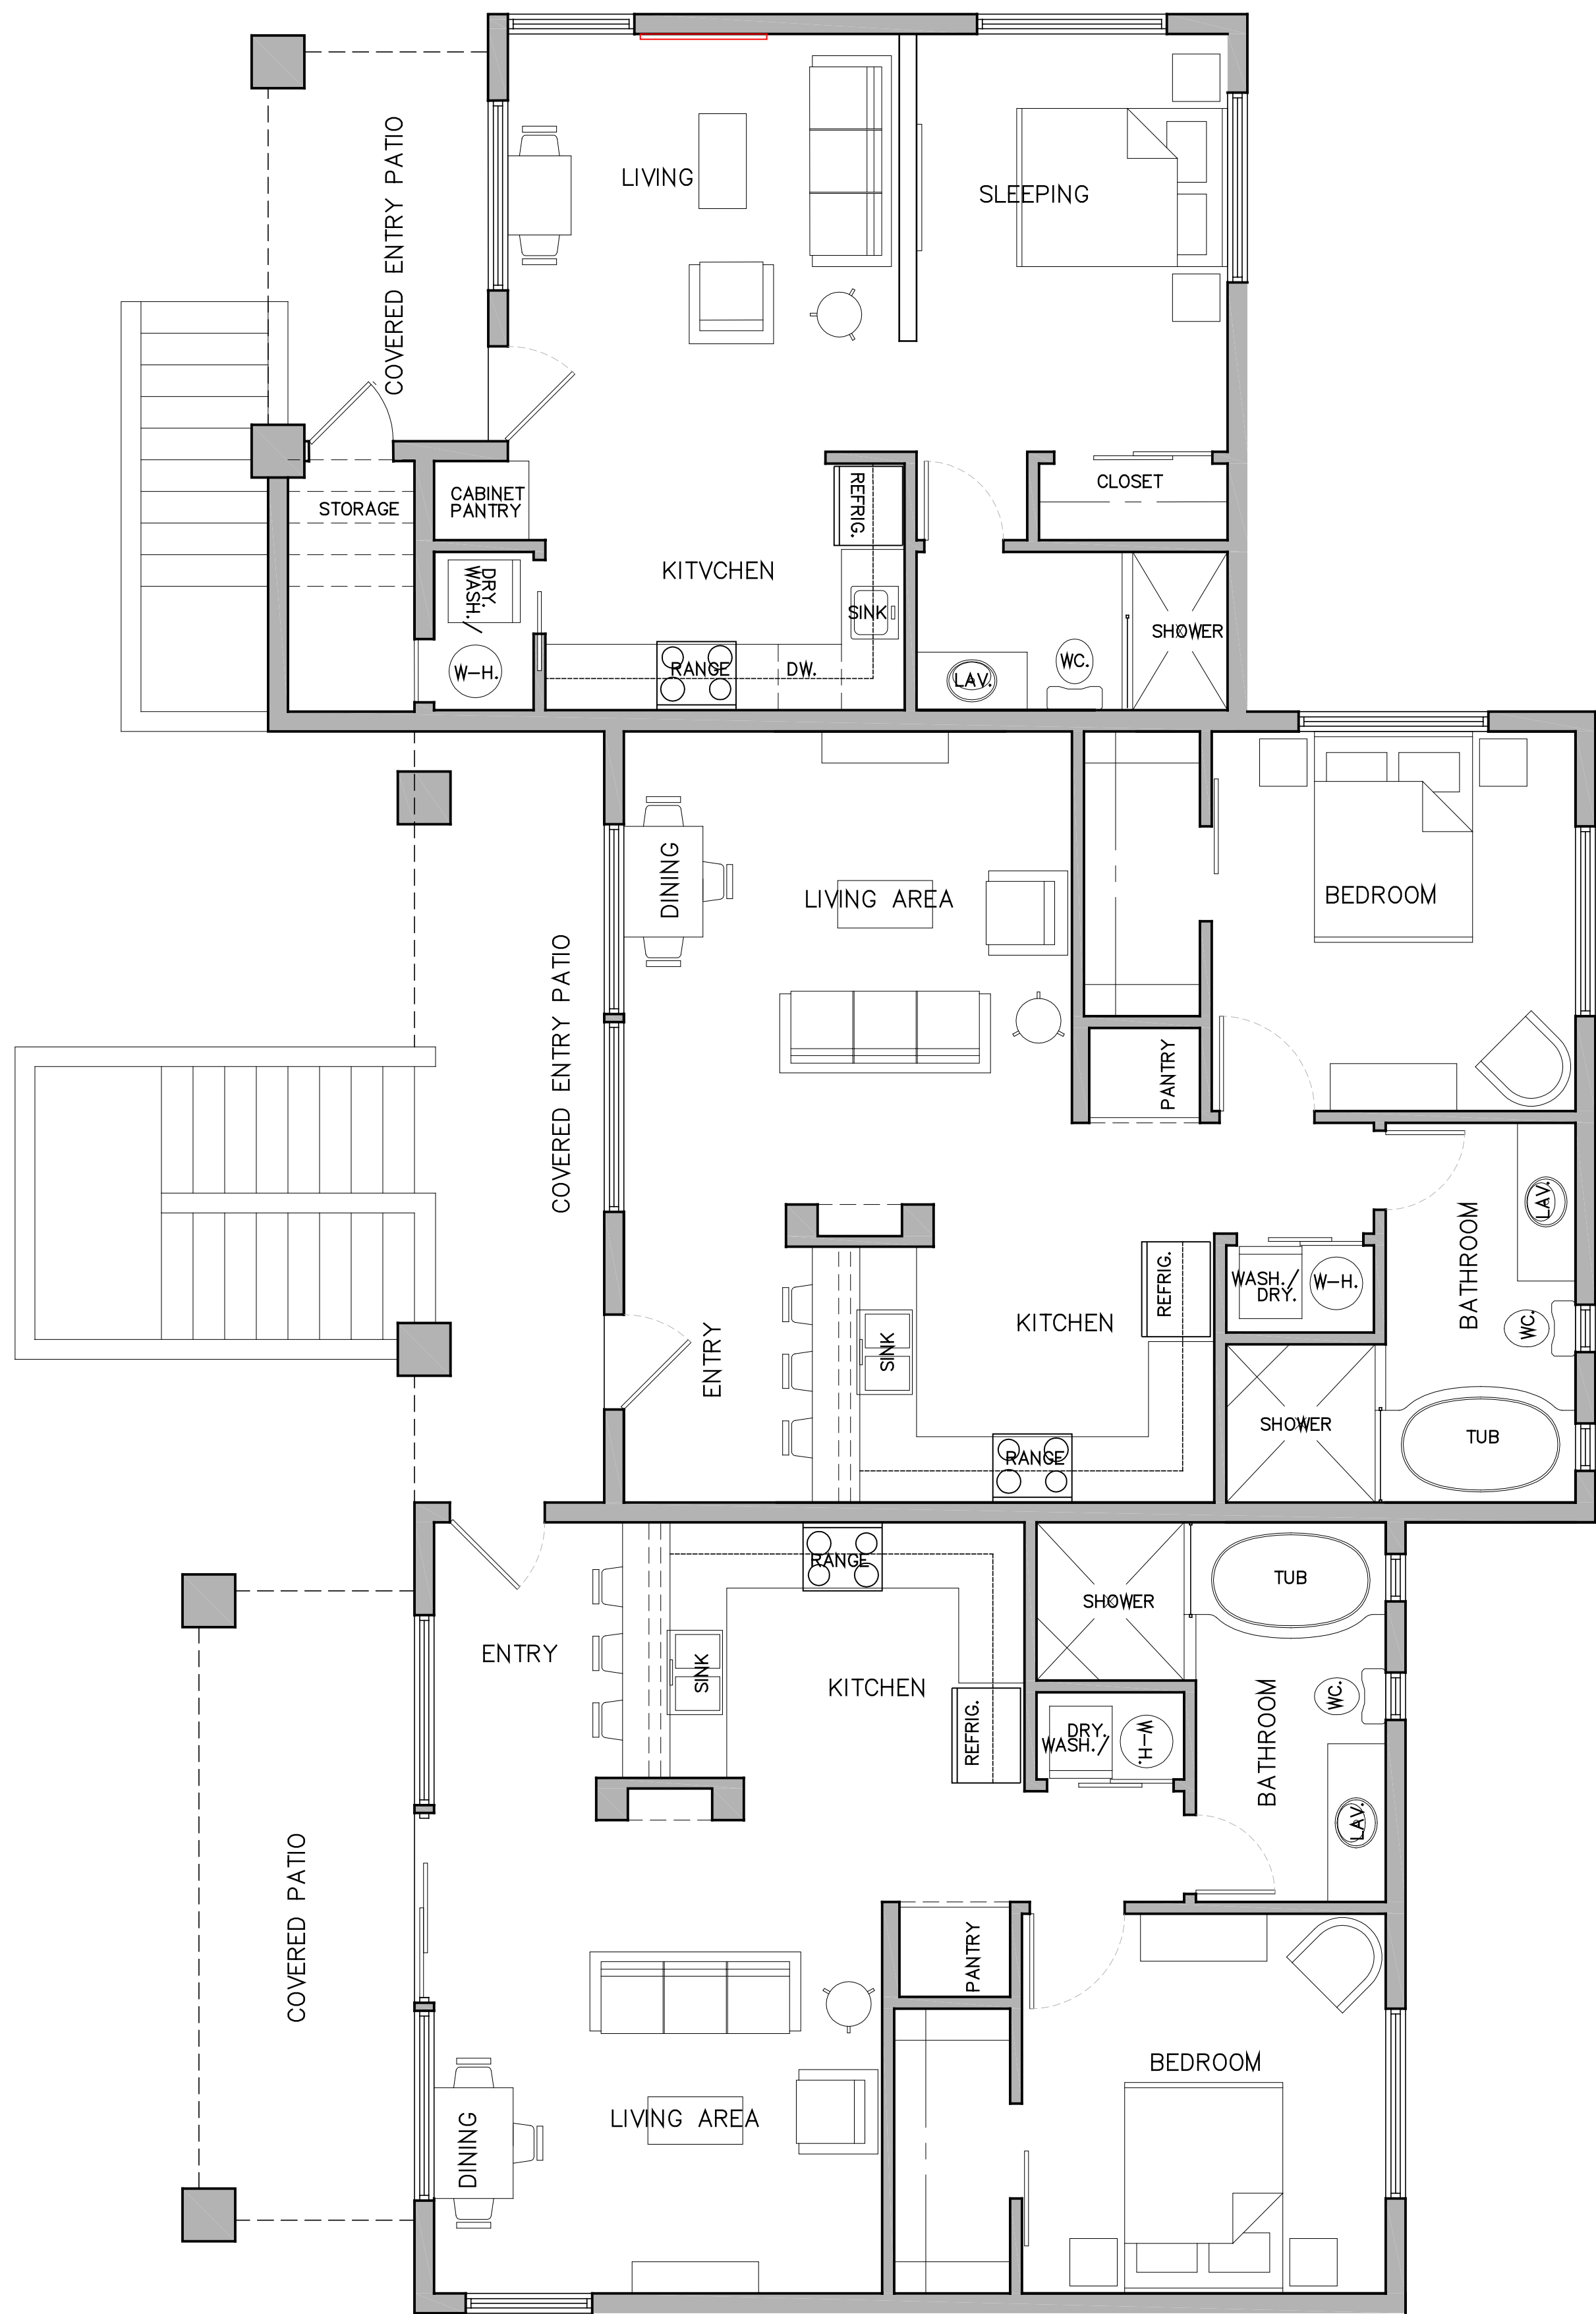 COVERED ENTRY PATIO
LIVING
SLEEPING
STORAGE
CABINET
PANTRY
REFRIG.
CLOSET
DRY.
WASH./
KITVCHEN
SINK
W-H.
RANGE
DW.
LAV.
WC.
SHOWER
COVERED ENTRY PATIO
DINING
LIVING AREA
BEDROOM
PANTRY
ENTRY
SINK
KITCHEN
REFRIG.
WASH./
DRY.
W-H.
BATHROOM
LAV.
WC.
RANGE
SHOWER
TUB
COVERED PATIO
ENTRY
SINK
RANGE
KITCHEN
REFRIG.
SHOWER
TUB
DRY.
WASH./
W-H.
BATHROOM
WC.
LAV.
PANTRY
DINING
LIVING AREA
BEDROOM